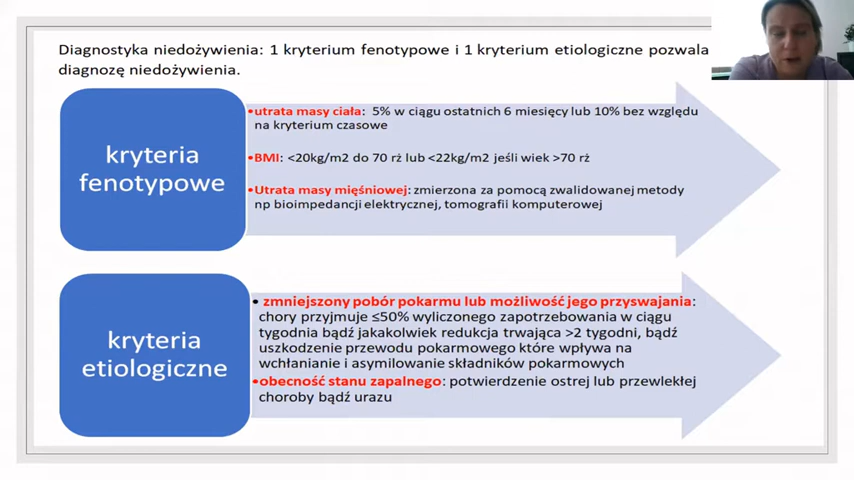 Diagnostyka niedożywienia: 1 kryterium fenotypowe i 1 kryterium etiologiczne pozwala
diagnozę niedożywienia.
kryteria
fenotypowe
•utrata masy ciała: 5% w ciągu ostatnich 6 miesięcy lub 10% bez względu
na kryterium czasowe
•BMI: <20kg/m2 do 70 rż lub <22kg/m2 jeśli wiek >70 rż
•Utrata masy mięśniowej: zmierzona za pomocą zwalidowanej metody
np bioimpedancji elektrycznej, tomografii komputerowej
kryteria
etiologiczne
• zmniejszony pobór pokarmu lub możliwość jego przyswajania:
chory przyjmuje ≤50% wyliczonego zapotrzebowania w ciągu
tygodnia bądź jakakolwiek redukcja trwająca >2 tygodni, bądź
uszkodzenie przewodu pokarmowego które wpływa na
wchłanianie i asymilowanie składników pokarmowych
•obecność stanu zapalnego: potwierdzenie ostrej lub przewlekłej
choroby bądź urazu